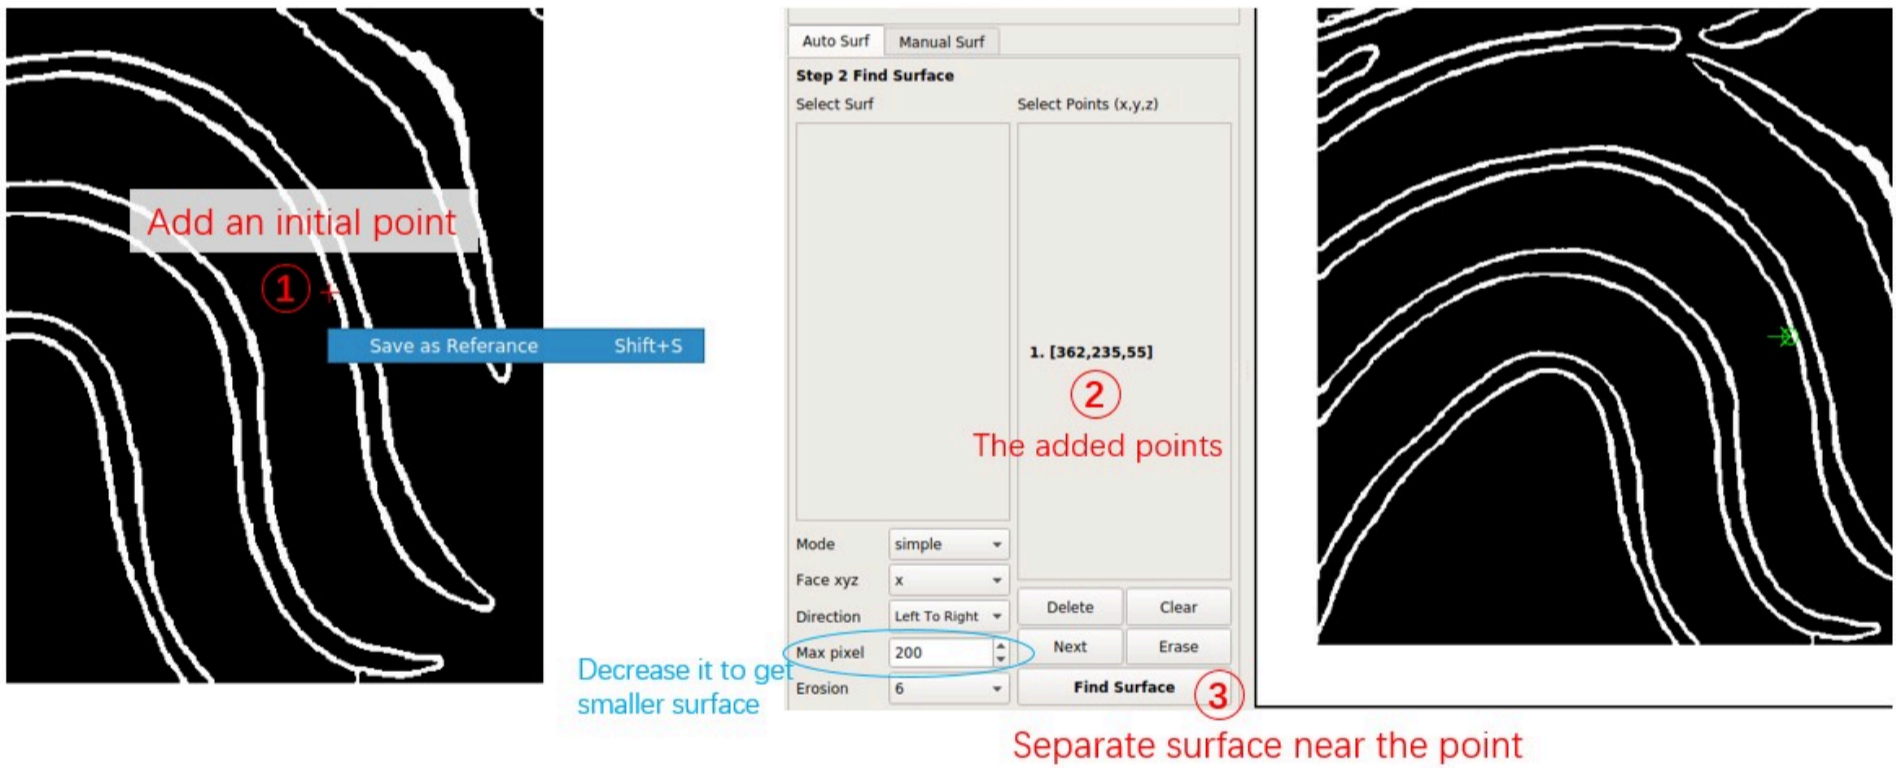 Add an initial point
①
Save as Referance Shift+S
Auto Surf Manual Surf
Step 2 Find Surface
Select Surf Select Points (x,y,z)
1. [362,235,55]
②
The added points
Mode simple
Face xyz x
Direction Left To Right
Max pixel 200
Erosion 6
Delete Clear
Next Erase
Find Surface
③
Decrease it to get
smaller surface
Separate surface near the point